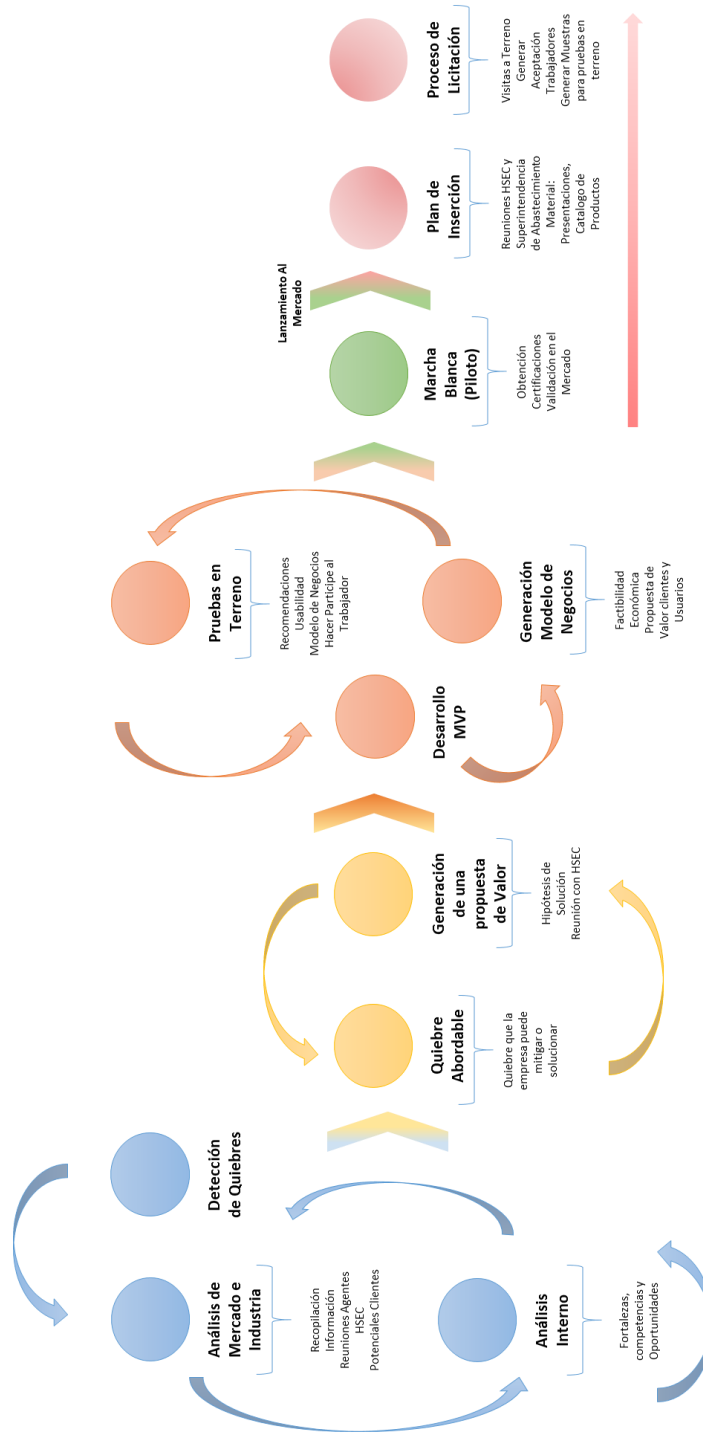 Análisis de
Mercado e
Industria
Recopilación
Información
Reuniones Agentes
HSEC
Potenciales Clientes
Detección
de Quiebres
Análisis
Interno
Fortalezas,
competencias y
Oportunidades
Quiebre
Abordable
Quiebre que la
empresa puede
mitigar o
solucionar
Generación
de una
propuesta
de Valor
Hipótesis de
Solución
Reunión con HSEC
Desarrollo
MVP
Pruebas en
Terreno
Recomendaciones
Usabilidad
Modelo de Negocios
Hacer Participe al
Trabajador
Generación
Modelo de
Negocios
Factibilidad
Económica
Propuesta de
Valor clientes y
Usuarios
Marcha
Blanca
(Piloto)
Obtención
Certificaciones
Validación en el
Mercado
Lanzamiento Al
Mercado
Plan de
Inserción
Reuniones HSEC y
Superintendencia
de Abastecimiento
Material:
Presentaciones,
Catalogo de
Productos
Proceso de
Licitación
Visitas a Terreno
Generar
Aceptación
Trabajadores
Generar Muestras
para pruebas en
terreno